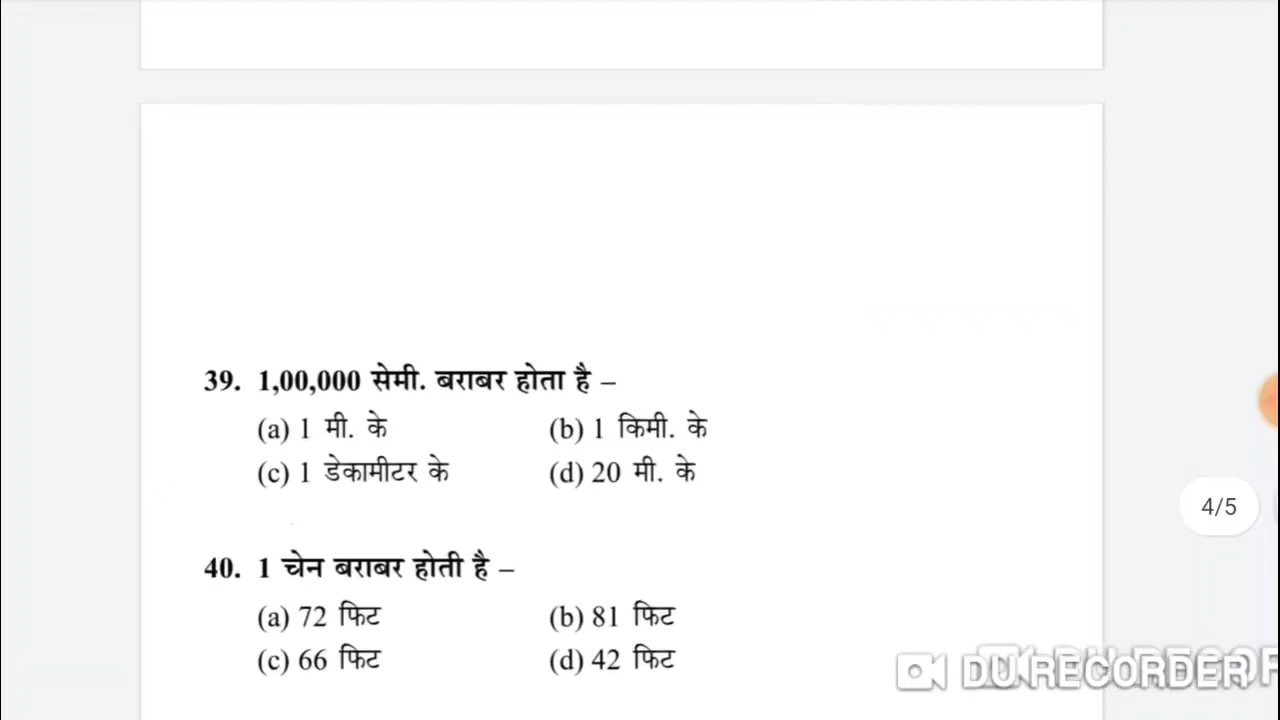 39. 1,00,000 सेमी. बराबर होता है –
(a) 1 मी. के (b) 1 किमी. के
(c) 1 डेकामीटर के (d) 20 मी. के
4/5
40. 1 चेन बराबर होती है –
(a) 72 फिट (b) 81 फिट
(c) 66 फिट (d) 42 फिट
DU RECORDER